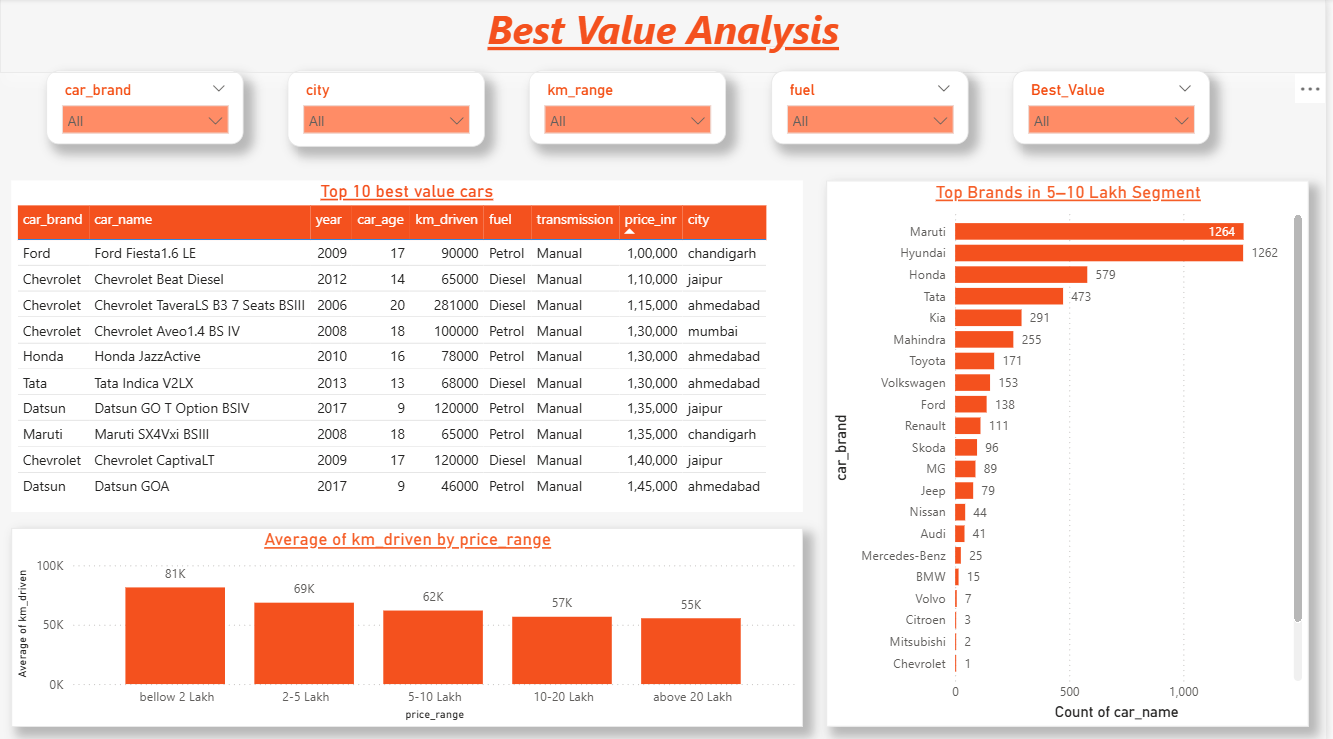 Best Value Analysis
car_brand city km_range fuel Best_Value
All All All All All
Top 10 best value cars
car_brand car_name year car_age km_driven fuel transmission price_inr city
Ford Ford Fiesta1.6 LE 2009 17 90000 Petrol Manual 1,00,000 chandigarh
Chevrolet Chevrolet Beat Diesel 2012 14 65000 Diesel Manual 1,10,000 jaipur
Chevrolet Chevrolet TaveraLS B3 7 Seats BSIII 2006 20 281000 Diesel Manual 1,15,000 ahmedabad
Chevrolet Chevrolet Aveo1.4 BS IV 2008 18 100000 Petrol Manual 1,30,000 mumbai
Honda Honda JazzActive 2010 16 78000 Petrol Manual 1,30,000 ahmedabad
Tata Tata Indica V2LX 2013 13 68000 Diesel Manual 1,30,000 ahmedabad
Datsun Datsun GO T Option BSIV 2017 9 120000 Petrol Manual 1,35,000 jaipur
Maruti Maruti SX4Vxi BSIII 2008 18 65000 Petrol Manual 1,35,000 chandigarh
Chevrolet Chevrolet CaptivaLT 2009 17 120000 Diesel Manual 1,40,000 jaipur
Datsun Datsun GOA 2017 9 46000 Petrol Manual 1,45,000 ahmedabad
Average of km_driven by price_range
Average of km_driven
100K
50K
0K
81K 69K 62K 57K 55K
bellow 2 Lakh 2-5 Lakh 5-10 Lakh 10-20 Lakh above 20 Lakh
price_range
Top Brands in 5–10 Lakh Segment
car_brand
Maruti 1264
Hyundai 1262
Honda 579
Tata 473
Kia 291
Mahindra 255
Toyota 171
Volkswagen 153
Ford 138
Renault 111
Skoda 96
MG 89
Jeep 79
Nissan 44
Audi 41
Mercedes-Benz 25
BMW 15
Volvo 7
Citroen 3
Mitsubishi 2
Chevrolet 1
0 500 1,000
Count of car_name